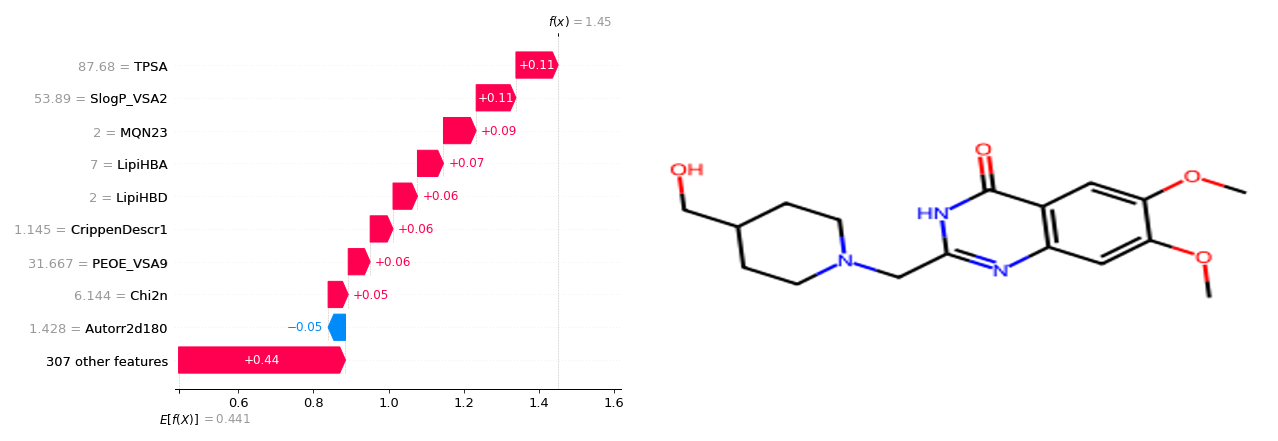 f(x) = 1.45
87.68 = TPSA
+0.11
53.89 = SlogP_VSA2
+0.11
2 = MQN23
+0.09
7 = LipiHBA
+0.07
2 = LipiHBD
+0.06
1.145 = CrippenDescr1
+0.06
31.667 = PEOE_VSA9
+0.06
6.144 = Chi2n
+0.05
1.428 = Autorr2d180
−0.05
307 other features
+0.44
0.6 0.8 1.0 1.2 1.4 1.6
E[f(X)] = 0.441
O
OH
O
HN
O
N
N